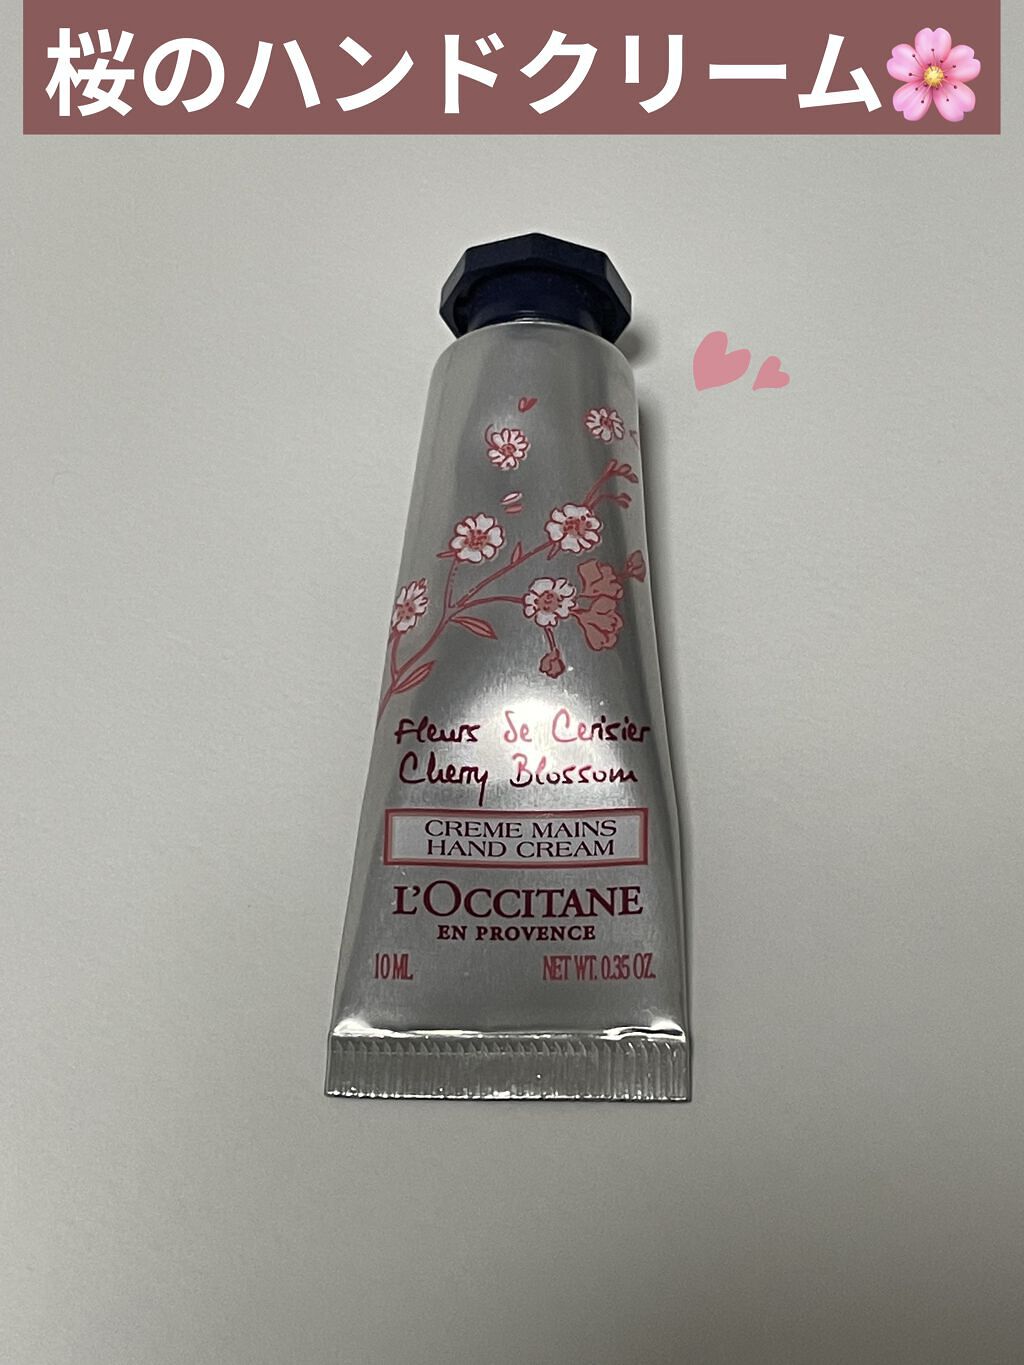 桜のハンドクリーム🌸
Fleurs de Cerisier
Cherry Blossom
CREME MAINS
HAND CREAM
L'OCCITANE
EN PROVENCE
10 ML NET WT. 0.35 OZ.